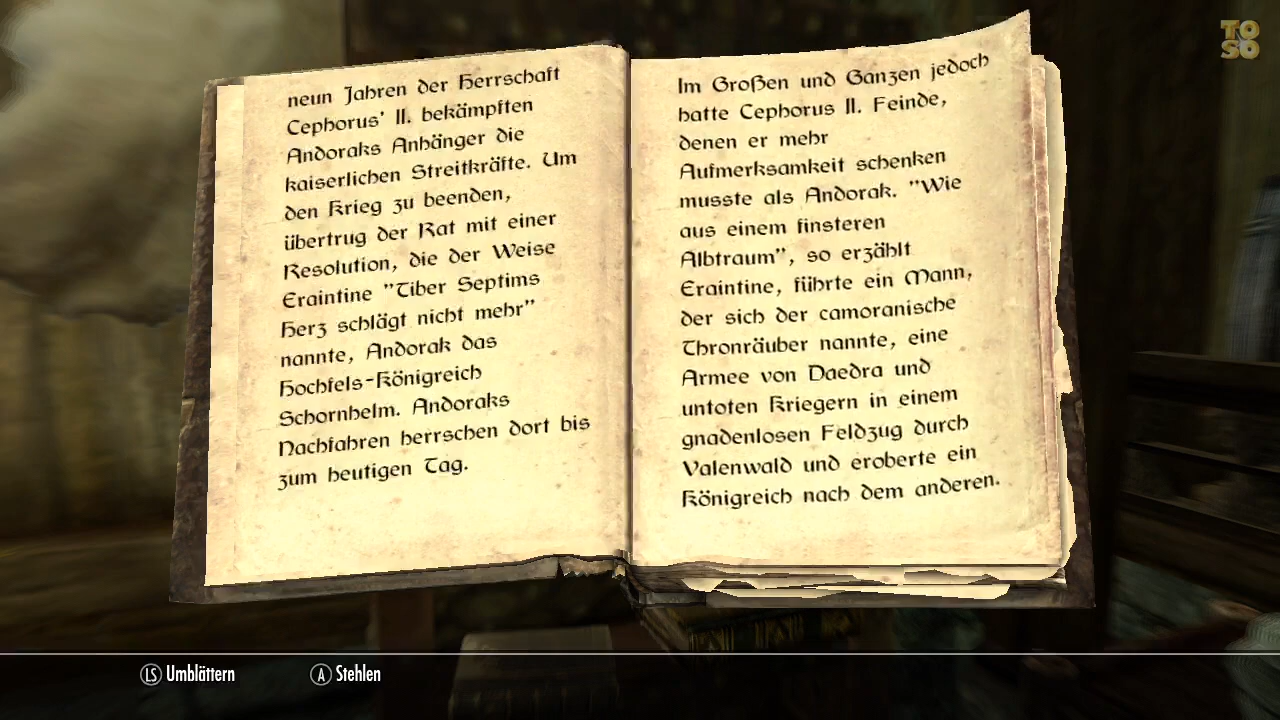 neun Jahren der Herrschaft
Cephorus' II. bekämpften
Andoraks Anhänger die
kaiserlichen Streitkräfte. Um
den Krieg zu beenden,
übertrug der Rat mit einer
Resolution, die der Weise
Eraintine "Tiber Septims
Herz schlägt nicht mehr"
nannte, Andorak das
Hochfels-Königreich
Schornhelm. Andoraks
Nachfahren herrschen dort bis
zum heutigen Tag.
Im Großen und Ganzen jedoch
hatte Cephorus II. Feinde,
denen er mehr
Aufmerksamkeit schenken
musste als Andorak. "Wie
aus einem finsteren
Albtraum", so erzählt
Eraintine, führte ein Mann,
der sich der camoranische
Thronräuber nannte, eine
Armee von Daedra und
untoten Kriegern in einem
gnadenlosen Feldzug durch
Valenwald und eroberte ein
Königreich nach dem anderen.
TO
SO
LS Umblättern
A Stehlen